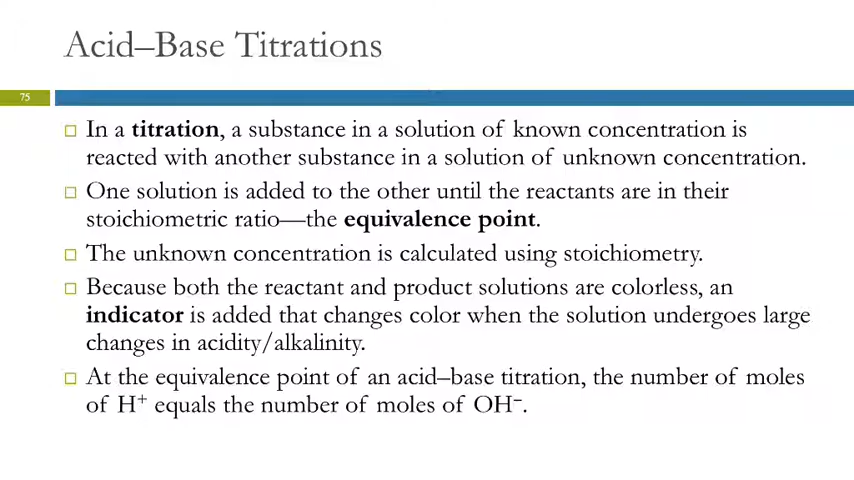 Acid–Base Titrations
75
□ In a titration, a substance in a solution of known concentration is
reacted with another substance in a solution of unknown concentration.
□ One solution is added to the other until the reactants are in their
stoichiometric ratio—the equivalence point.
□ The unknown concentration is calculated using stoichiometry.
□ Because both the reactant and product solutions are colorless, an
indicator is added that changes color when the solution undergoes large
changes in acidity/alkalinity.
□ At the equivalence point of an acid–base titration, the number of moles
of H⁺ equals the number of moles of OH⁻.